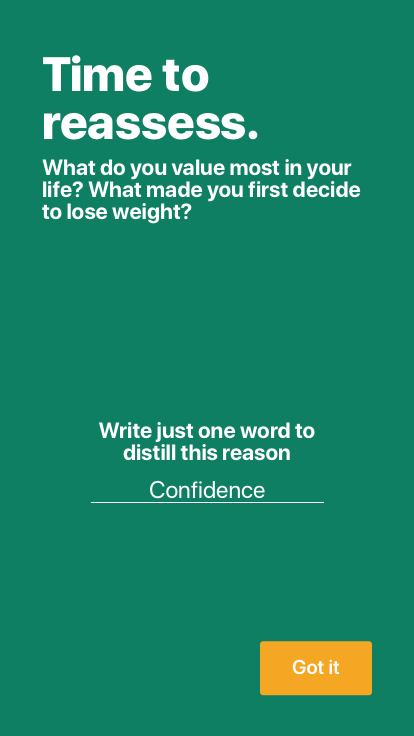 Time to
reassess.
What do you value most in your
life? What made you first decide
to lose weight?
Write just one word to
distill this reason
Confidence
Got it